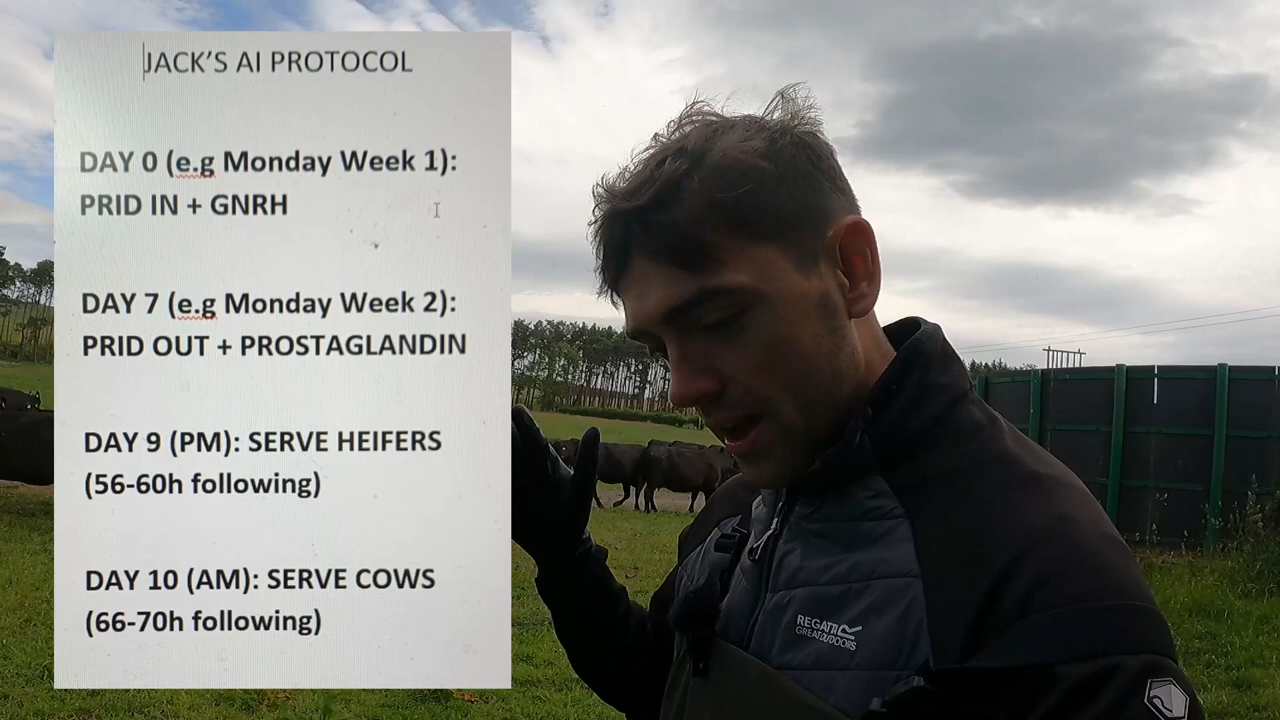 JACK'S AI PROTOCOL
DAY 0 (e.g Monday Week 1):
PRID IN + GNRH
DAY 7 (e.g Monday Week 2):
PRID OUT + PROSTAGLANDIN
DAY 9 (PM): SERVE HEIFERS
(56-60h following)
DAY 10 (AM): SERVE COWS
(66-70h following)
REGATTA
GREAT OUTDOORS